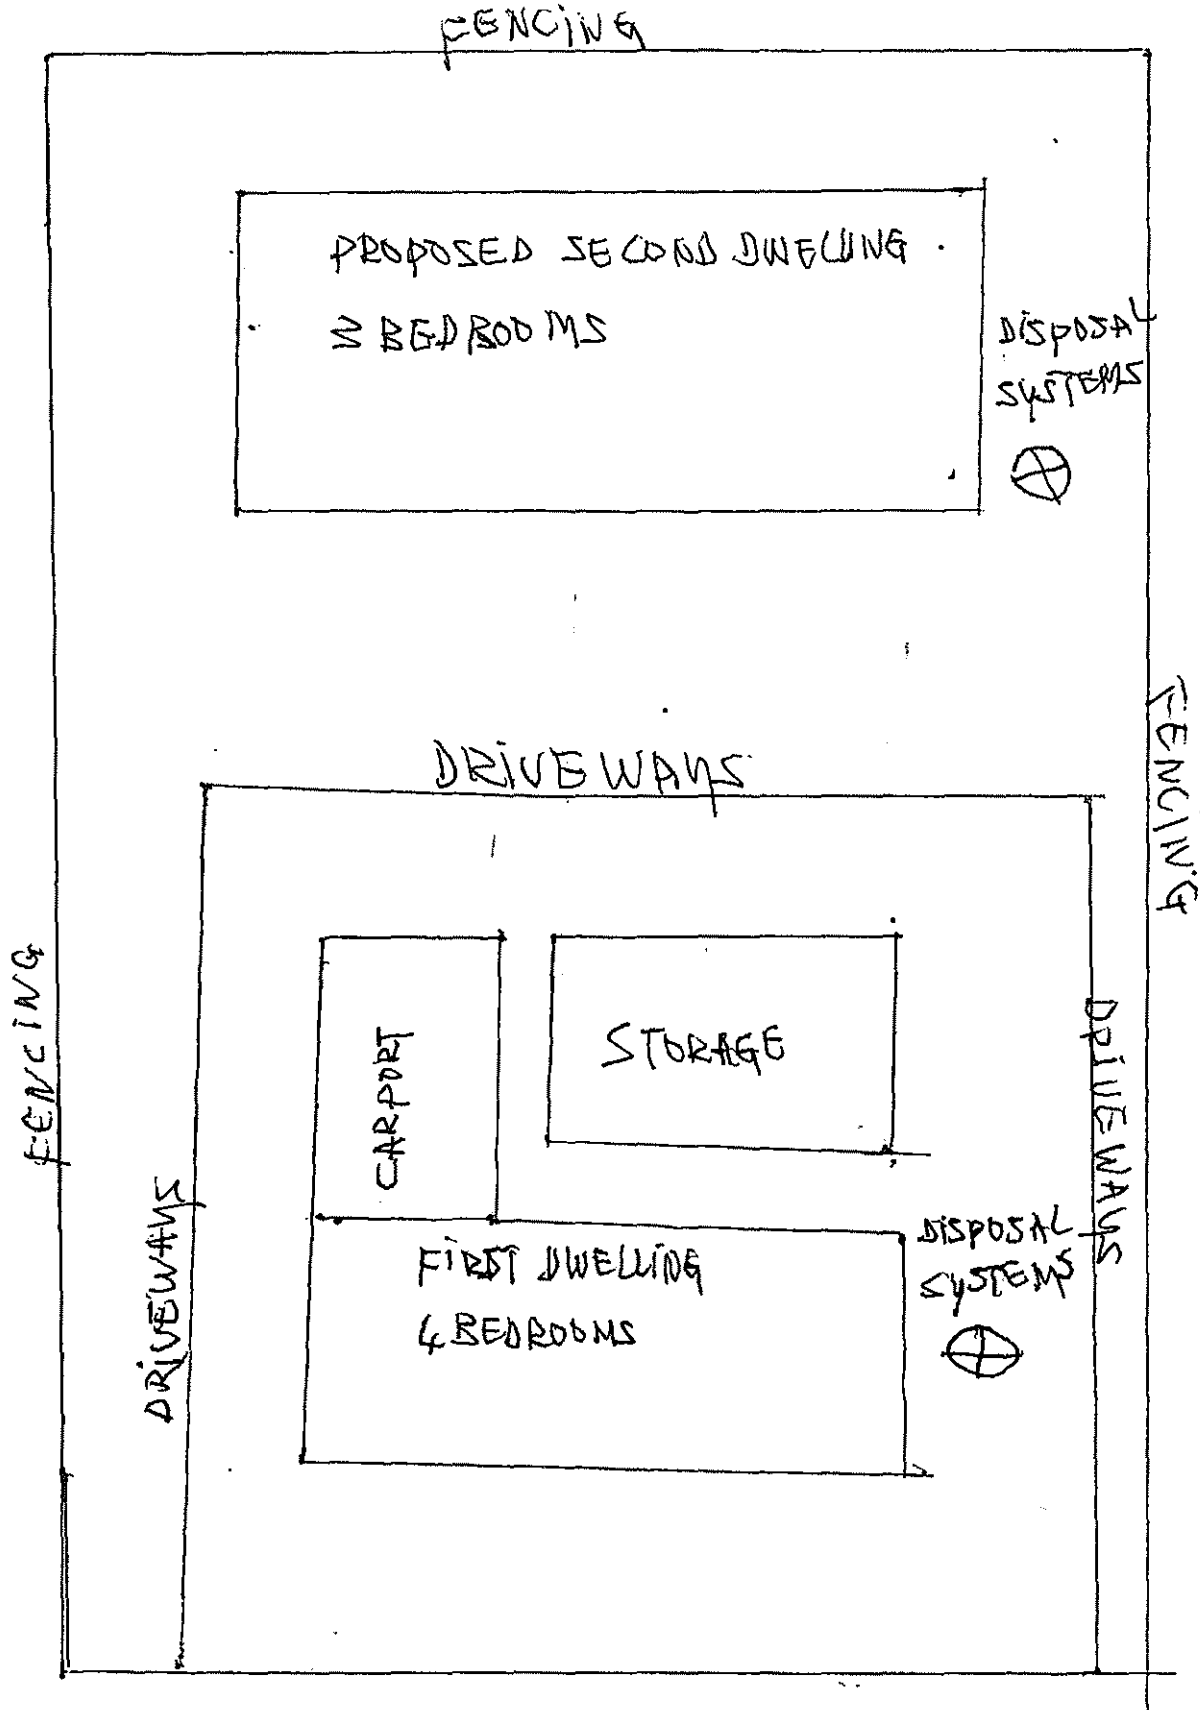 FENCING
PROPOSED SECOND DWELLING
3 BEDROOMS
DISPOSAL
SYSTEMS
FENCING
DRIVEWAYS
FENCING
CARPORT
STORAGE
DRIVEWAYS
DRIVEWAYS
FIRST DWELLING
4 BEDROOMS
DISPOSAL
SYSTEMS